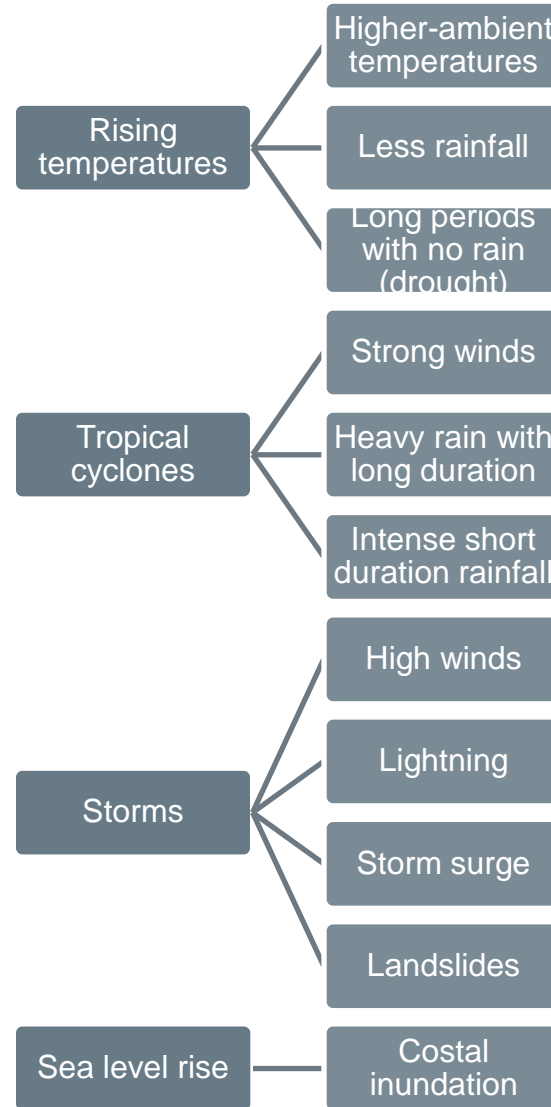 Higher-ambient
temperatures
Rising
temperatures
Less rainfall
Long periods
with no rain
(drought)
Strong winds
Tropical
cyclones
Heavy rain with
long duration
Intense short
duration rainfall
High winds
Lightning
Storms
Storm surge
Landslides
Sea level rise
Costal
inundation